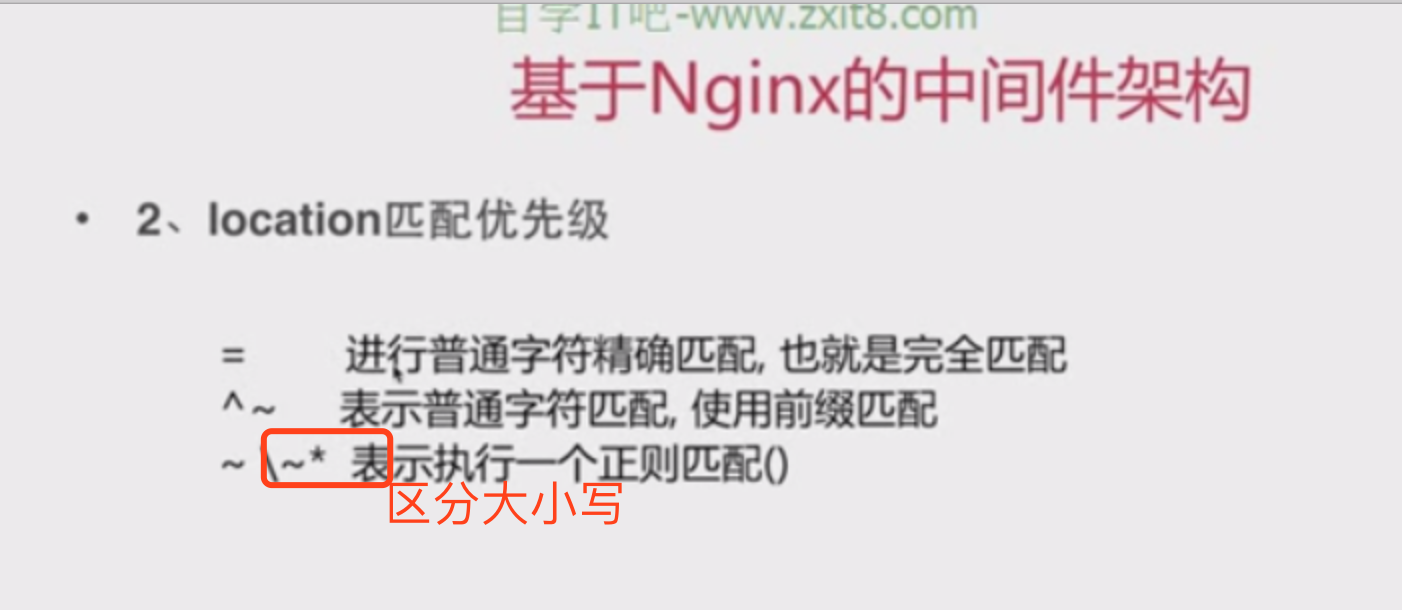 自学IT吧-www.zxit8.com
基于Nginx的中间件架构
• 2、location匹配优先级
= 进行普通字符精确匹配, 也就是完全匹配
^~ 表示普通字符匹配, 使用前缀匹配
~ \~* 表示执行一个正则匹配()
区分大小写